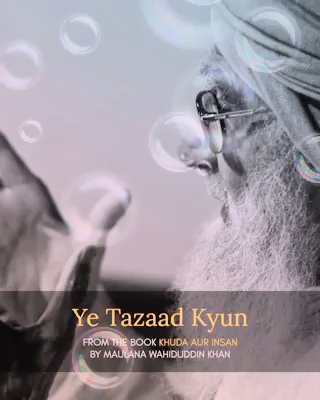 Ye Tazaad Kyun
FROM THE BOOK KHUDA AUR INSAN
BY MAULANA WAHIDUDDIN KHAN